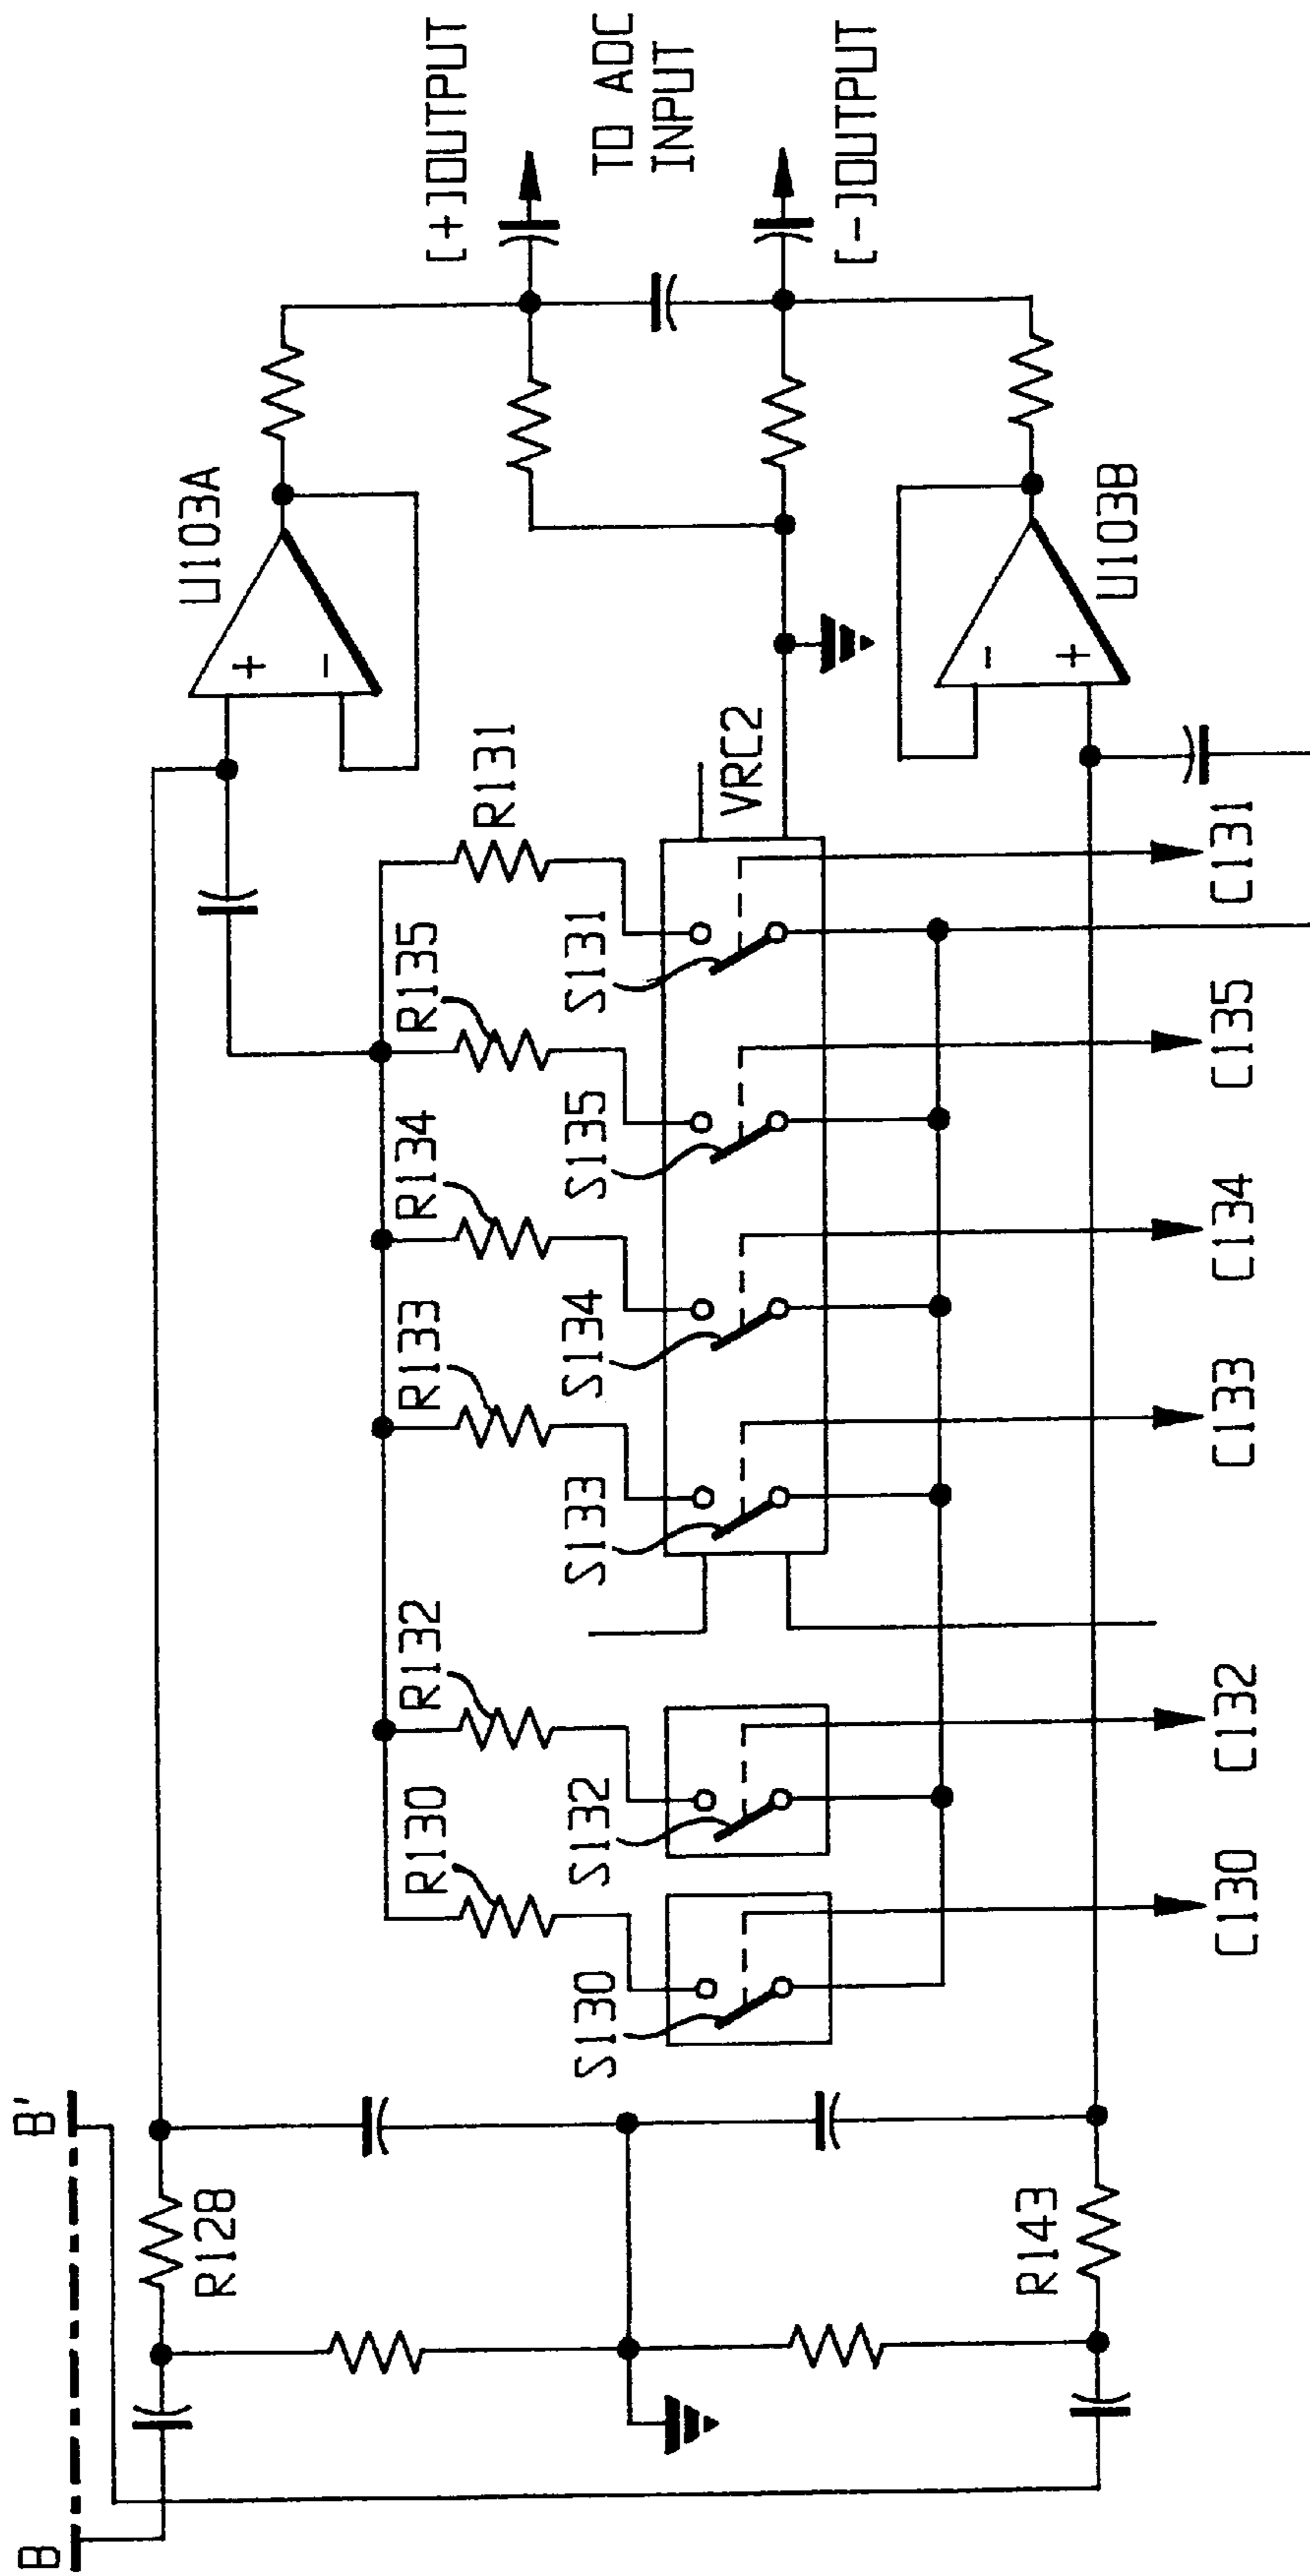 B
B'
R128
R143
S130
R130
C130
S132
R132
C132
S133
R133
C133
S134
R134
C134
S135
R135
C135
S131
R131
C131
VRC2
U103A
+
-
U103B
-
+
[+]OUTPUT
TO ADC
INPUT
[-]OUTPUT